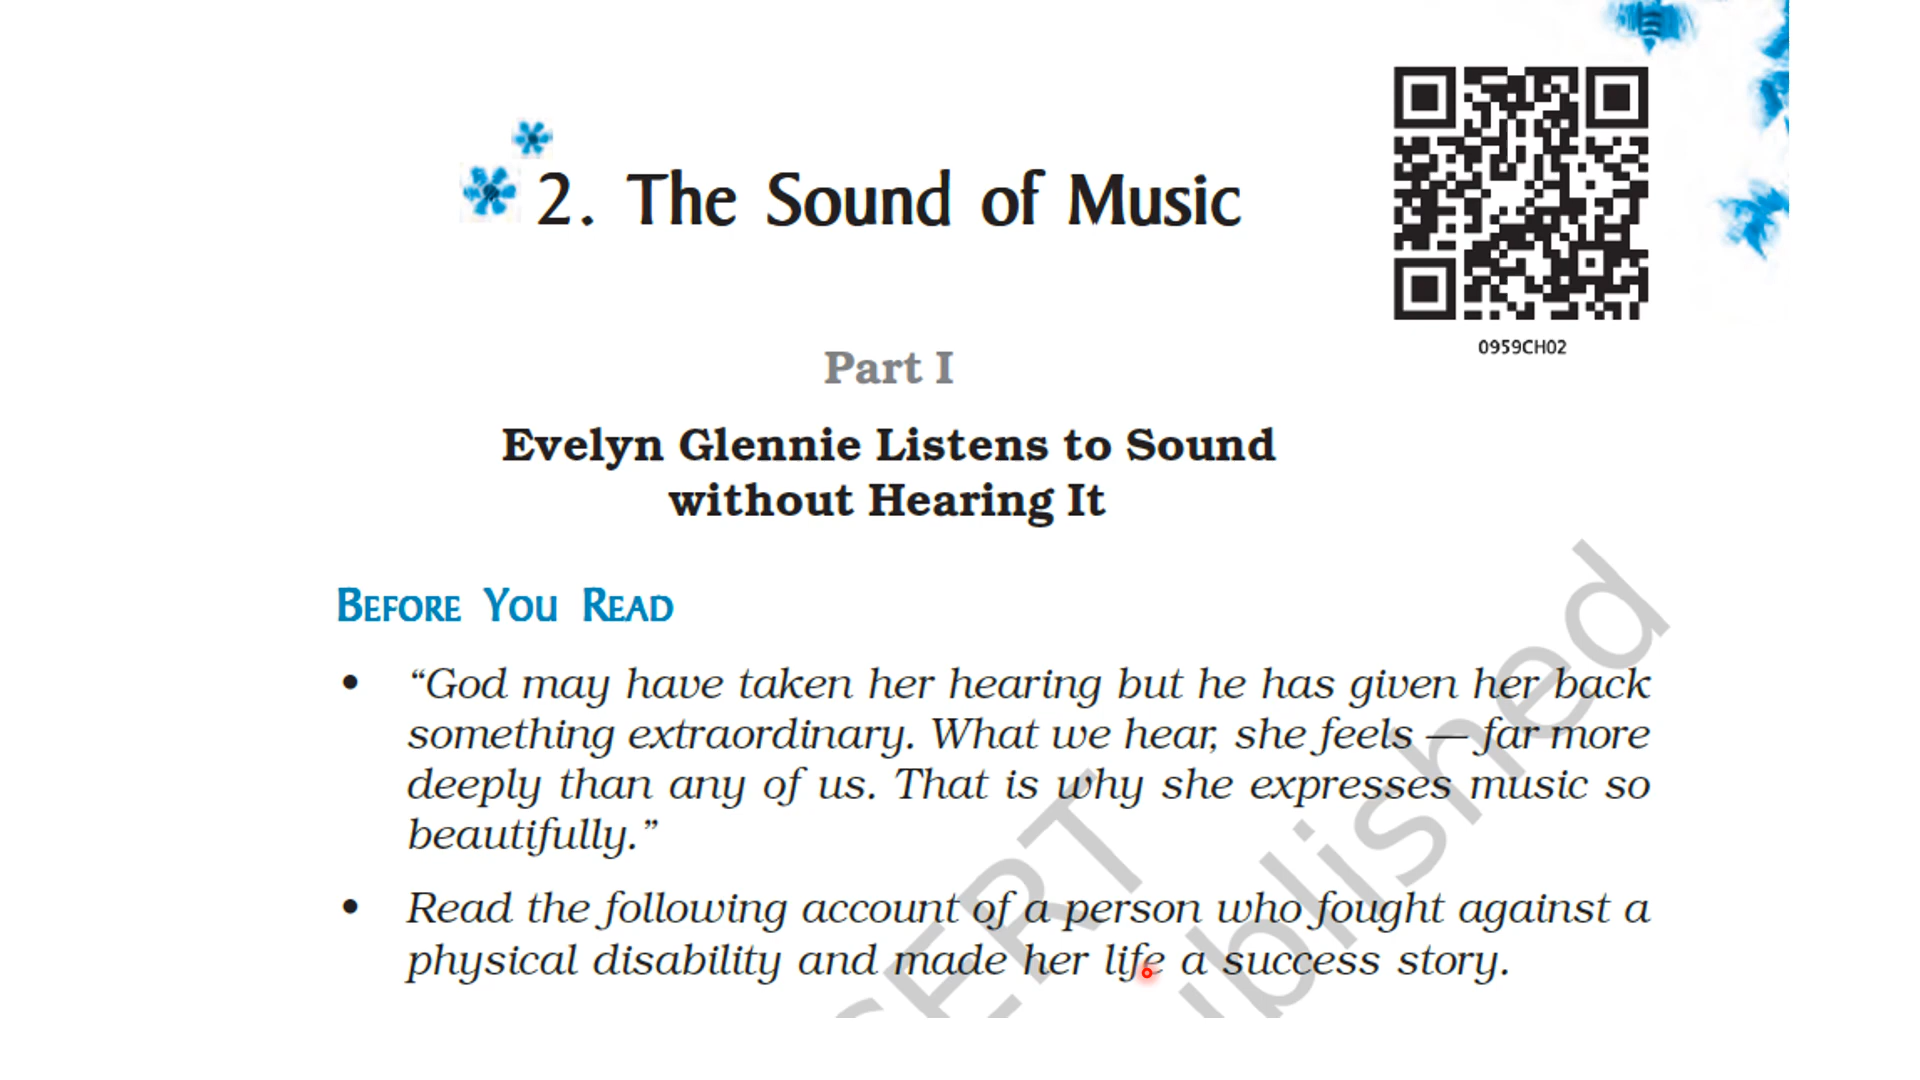 2. The Sound of Music
0959CH02
Part I
Evelyn Glennie Listens to Sound
without Hearing It
BEFORE YOU READ
• “God may have taken her hearing but he has given her back
something extraordinary. What we hear, she feels — far more
deeply than any of us. That is why she expresses music so
beautifully.”
• Read the following account of a person who fought against a
physical disability and made her life a success story.